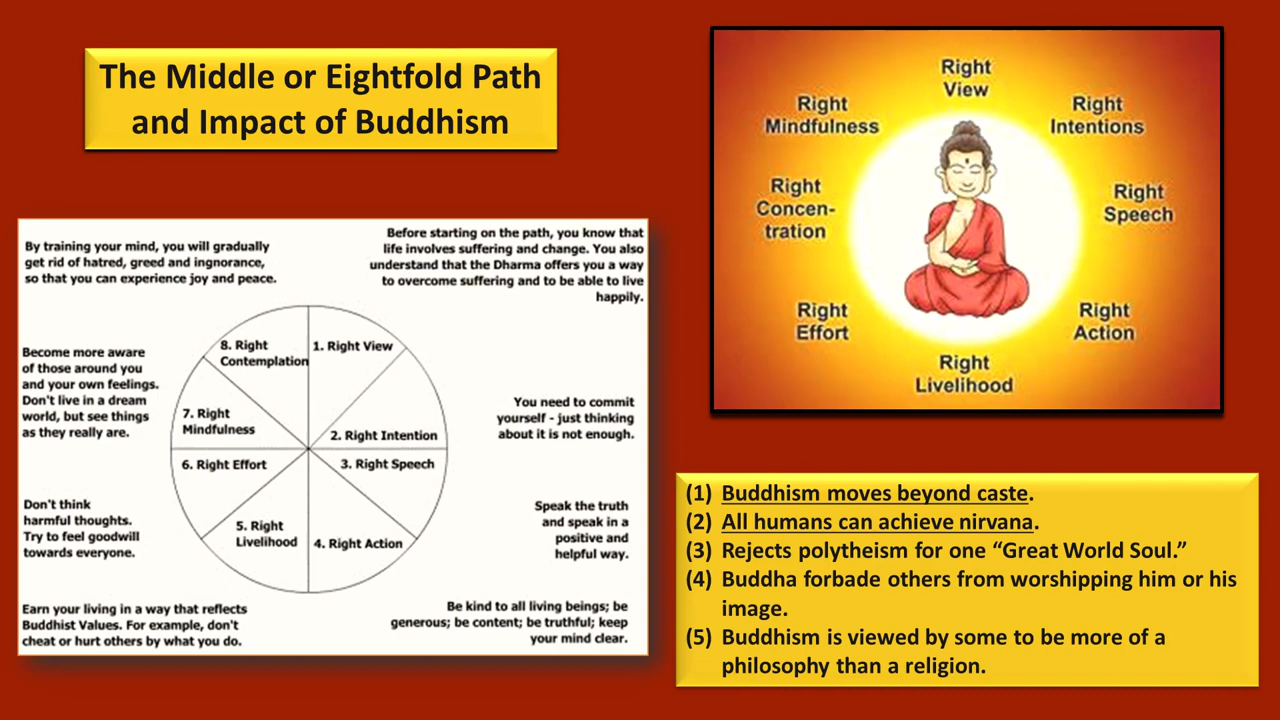 The Middle or Eightfold Path
and Impact of Buddhism
By training your mind, you will gradually
get rid of hatred, greed and ingnorance,
so that you can experience joy and peace.
Before starting on the path, you know that
life involves suffering and change. You also
understand that the Dharma offers you a way
to overcome suffering and to be able to live
happily.
8. Right
Contemplation
1. Right View
Become more aware
of those around you
and your own feelings.
Don't live in a dream
world, but see things
as they really are.
7. Right
Mindfulness
2. Right Intention
You need to commit
yourself - just thinking
about it is not enough.
6. Right Effort
3. Right Speech
Don't think
harmful thoughts.
Try to feel goodwill
towards everyone.
5. Right
Livelihood
4. Right Action
Speak the truth
and speak in a
positive and
helpful way.
Earn your living in a way that reflects
Buddhist Values. For example, don't
cheat or hurt others by what you do.
Be kind to all living beings; be
generous; be content; be truthful; keep
your mind clear.
Right
View
Right
Mindfulness
Right
Intentions
Right
Concen-
tration
Right
Speech
Right
Effort
Right
Action
Right
Livelihood
(1) Buddhism moves beyond caste.
(2) All humans can achieve nirvana.
(3) Rejects polytheism for one “Great World Soul.”
(4) Buddha forbade others from worshipping him or his
image.
(5) Buddhism is viewed by some to be more of a
philosophy than a religion.